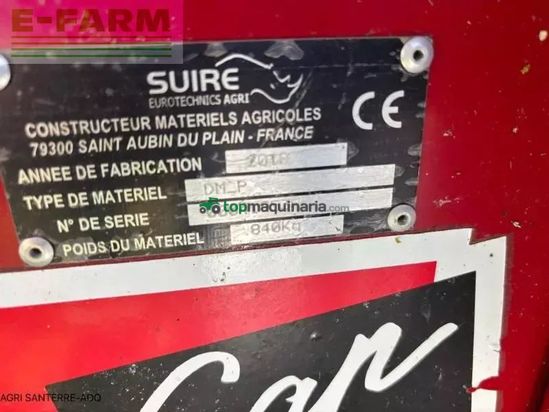 E-FARM
SUIRE
EUROTECHNICS AGRI
CE
CONSTRUCTEUR MATERIELS AGRICOLES
79300 SAINT AUBIN DU PLAIN - FRANCE
ANNEE DE FABRICATION
TYPE DE MATERIEL DM_P
topmaquinaria.com
N° DE SERIE
POIDS DU MATERIEL 840Kg
AGRI SANTERRE-ADQ